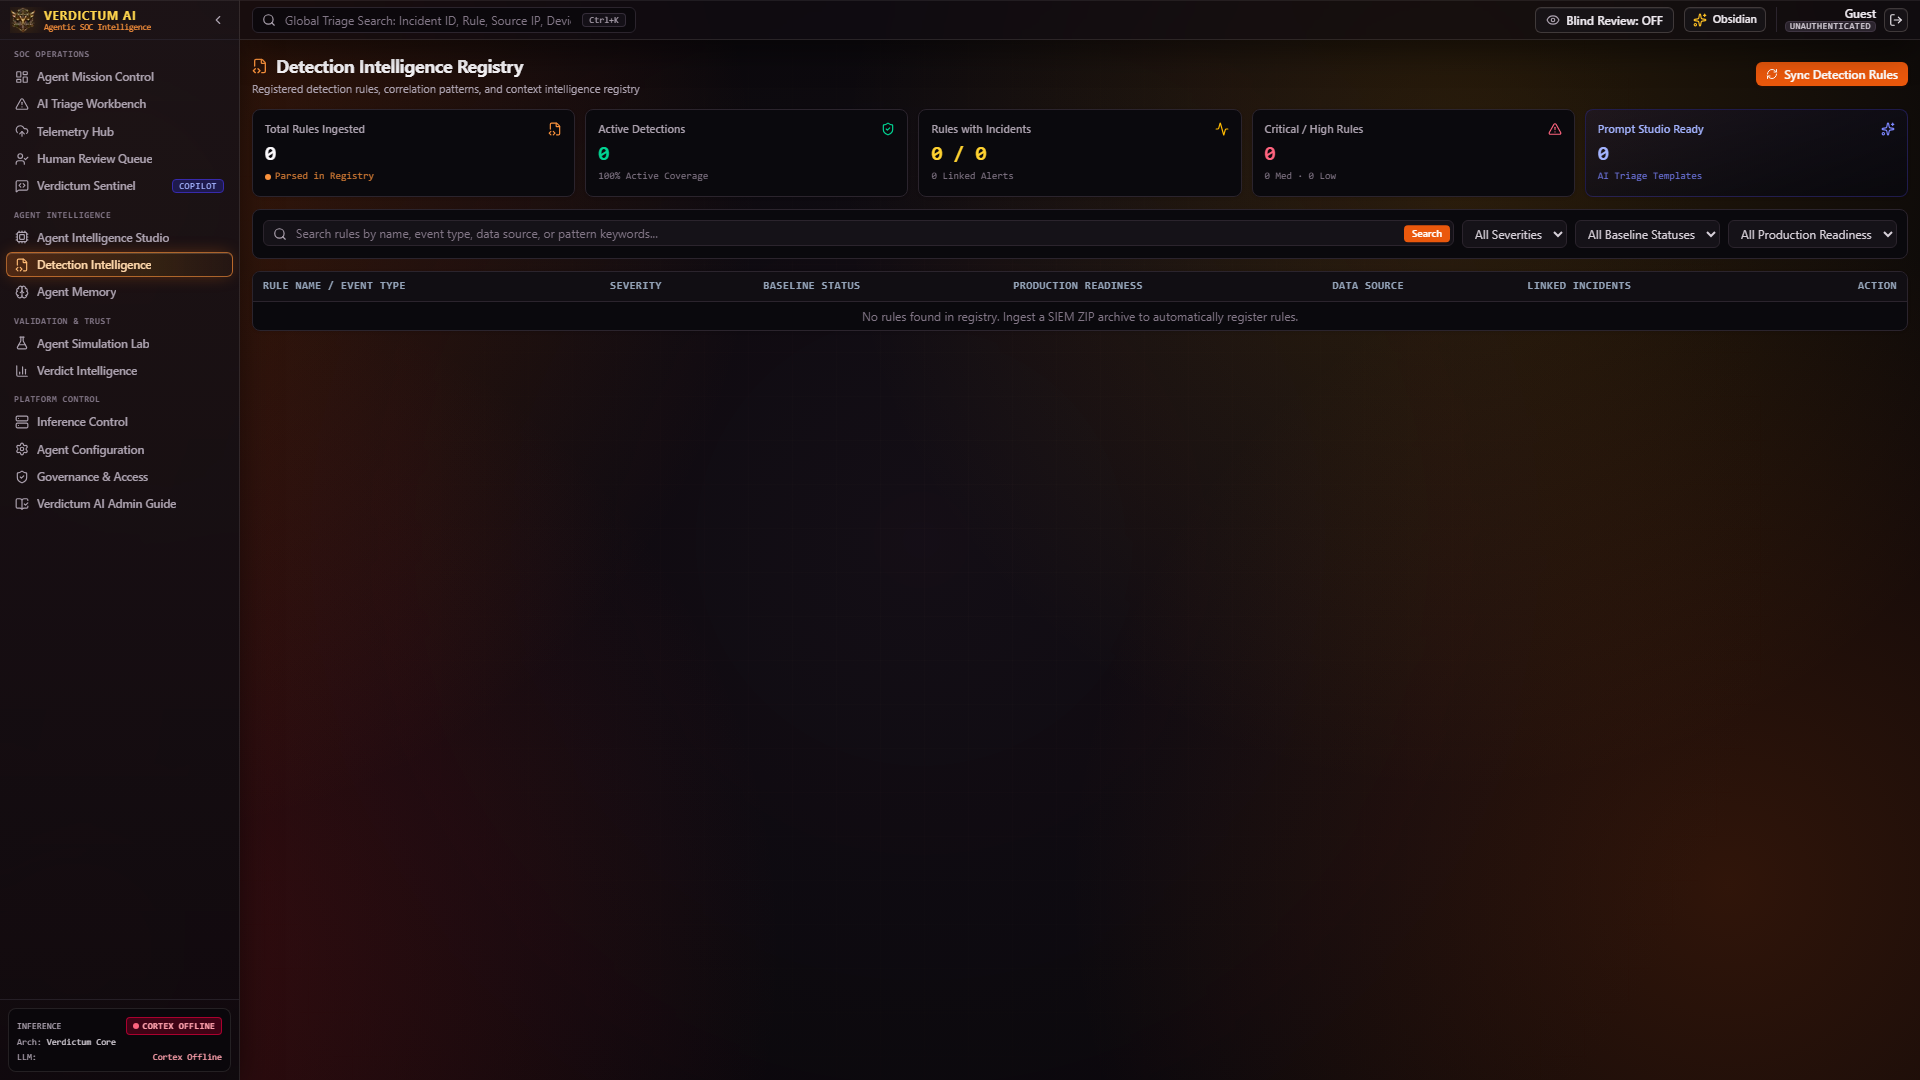 VERDICTUM AI
Agentic SOC Intelligence
SOC OPERATIONS
Agent Mission Control
AI Triage Workbench
Telemetry Hub
Human Review Queue
Verdictum Sentinel COPILOT
AGENT INTELLIGENCE
Agent Intelligence Studio
Detection Intelligence
Agent Memory
VALIDATION & TRUST
Agent Simulation Lab
Verdict Intelligence
PLATFORM CONTROL
Inference Control
Agent Configuration
Governance & Access
Verdictum AI Admin Guide
INFERENCE CORTEX OFFLINE
Arch: Verdictum Core
LLM: Cortex Offline
Global Triage Search: Incident ID, Rule, Source IP, Devi Ctrl+K
Blind Review: OFF
Obsidian
Guest
UNAUTHENTICATED
Detection Intelligence Registry
Registered detection rules, correlation patterns, and context intelligence registry
Sync Detection Rules
Total Rules Ingested
0
Parsed in Registry
Active Detections
0
100% Active Coverage
Rules with Incidents
0 / 0
0 Linked Alerts
Critical / High Rules
0
0 Med · 0 Low
Prompt Studio Ready
0
AI Triage Templates
Search rules by name, event type, data source, or pattern keywords... Search All Severities All Baseline Statuses All Production Readiness
RULE NAME / EVENT TYPE SEVERITY BASELINE STATUS PRODUCTION READINESS DATA SOURCE LINKED INCIDENTS ACTION
No rules found in registry. Ingest a SIEM ZIP archive to automatically register rules.